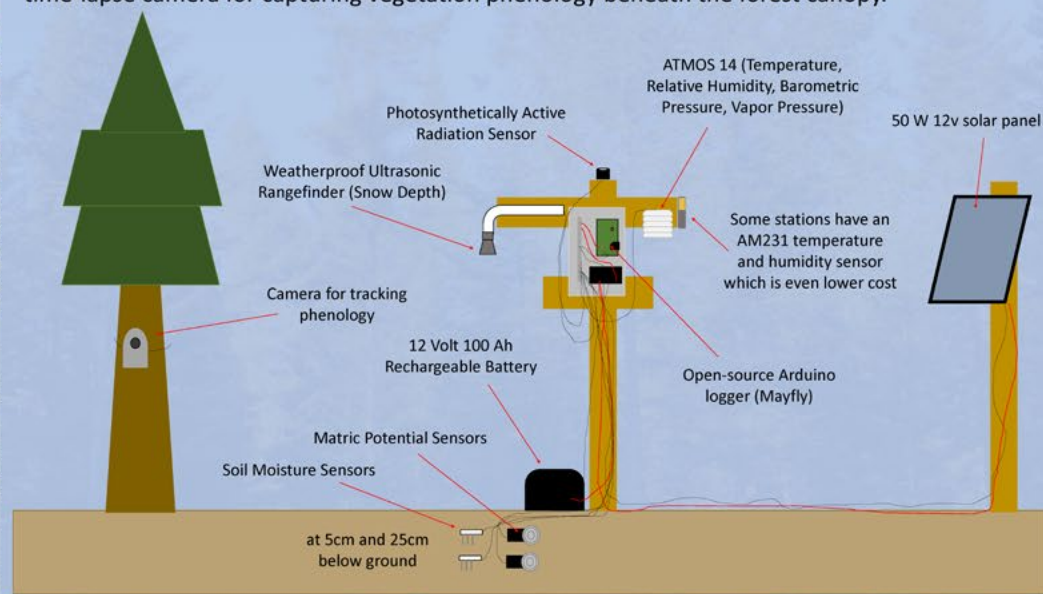 time-lapse camera for capturing vegetation phenology beneath the forest canopy.
ATMOS 14 (Temperature,
Relative Humidity, Barometric
Pressure, Vapor Pressure)
Photosynthetically Active
Radiation Sensor
50 W 12v solar panel
Weatherproof Ultrasonic
Rangefinder (Snow Depth)
Some stations have an
AM231 temperature
and humidity sensor
which is even lower cost
Camera for tracking
phenology
12 Volt 100 Ah
Rechargeable Battery
Open-source Arduino
logger (Mayfly)
Matric Potential Sensors
Soil Moisture Sensors
at 5cm and 25cm
below ground